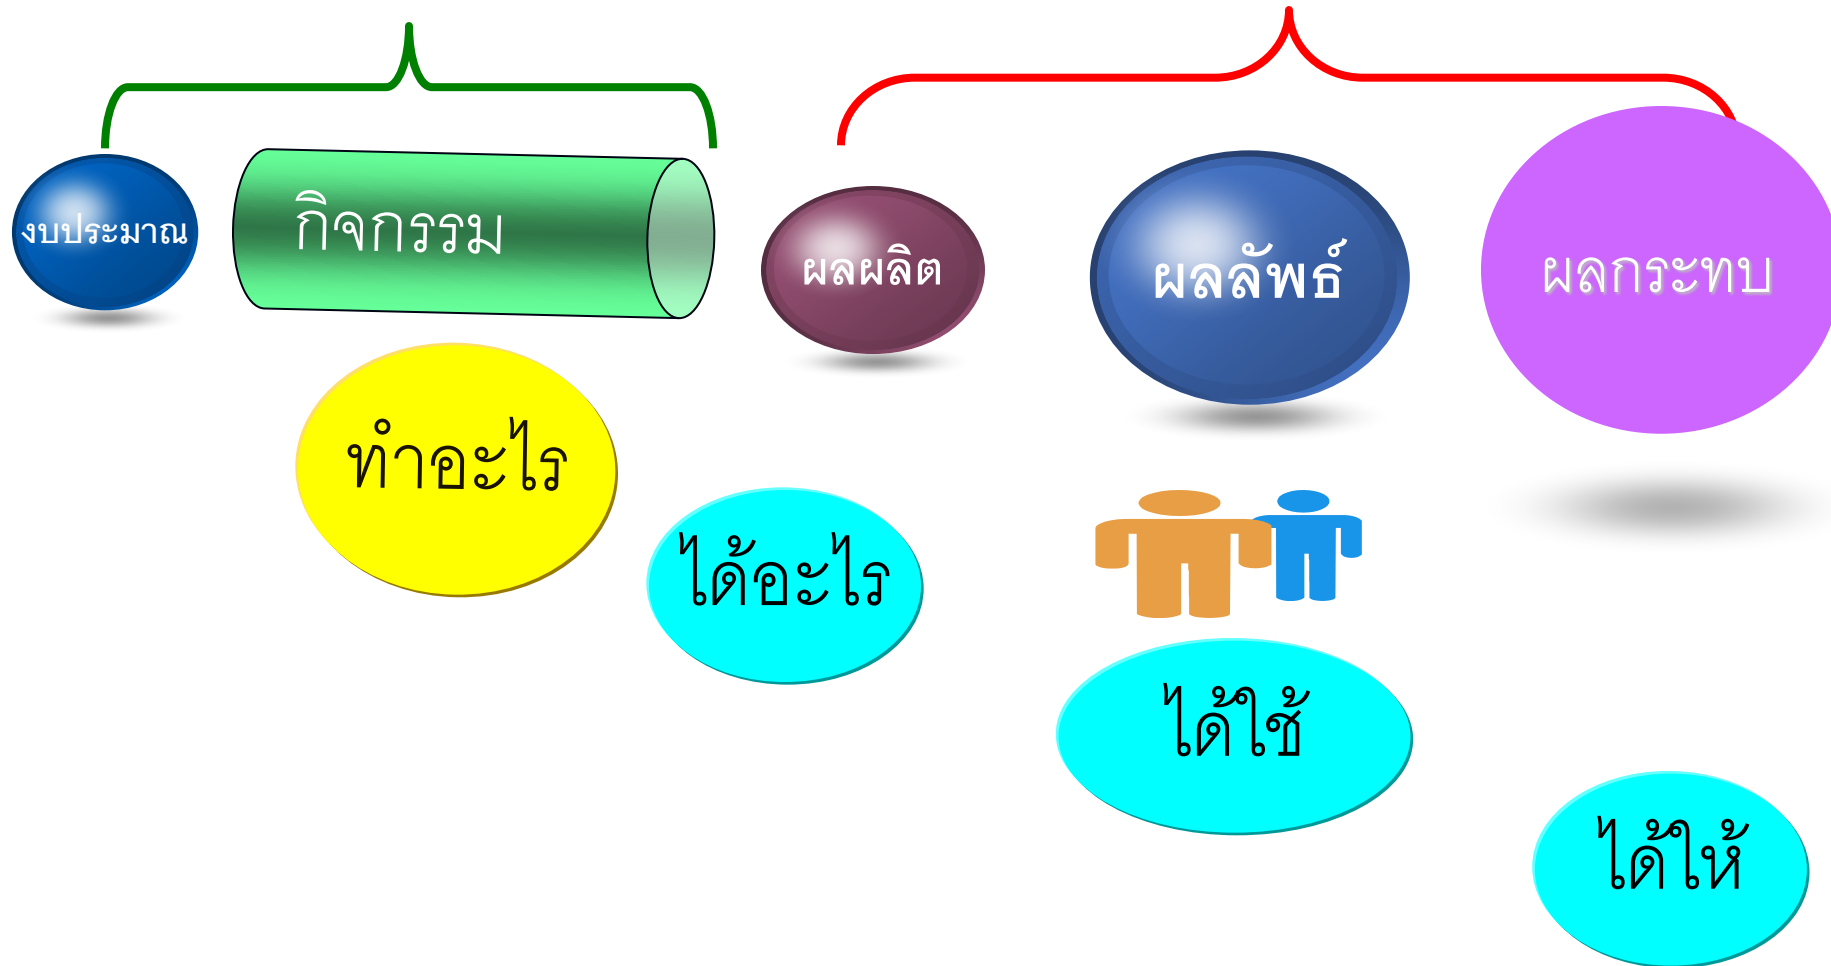 งบประมาณ
กิจกรรม
ผลผลิต
ผลลัพธ์
ผลกระทบ
ทำอะไร
ได้อะไร
ได้ใช้
ได้ให้